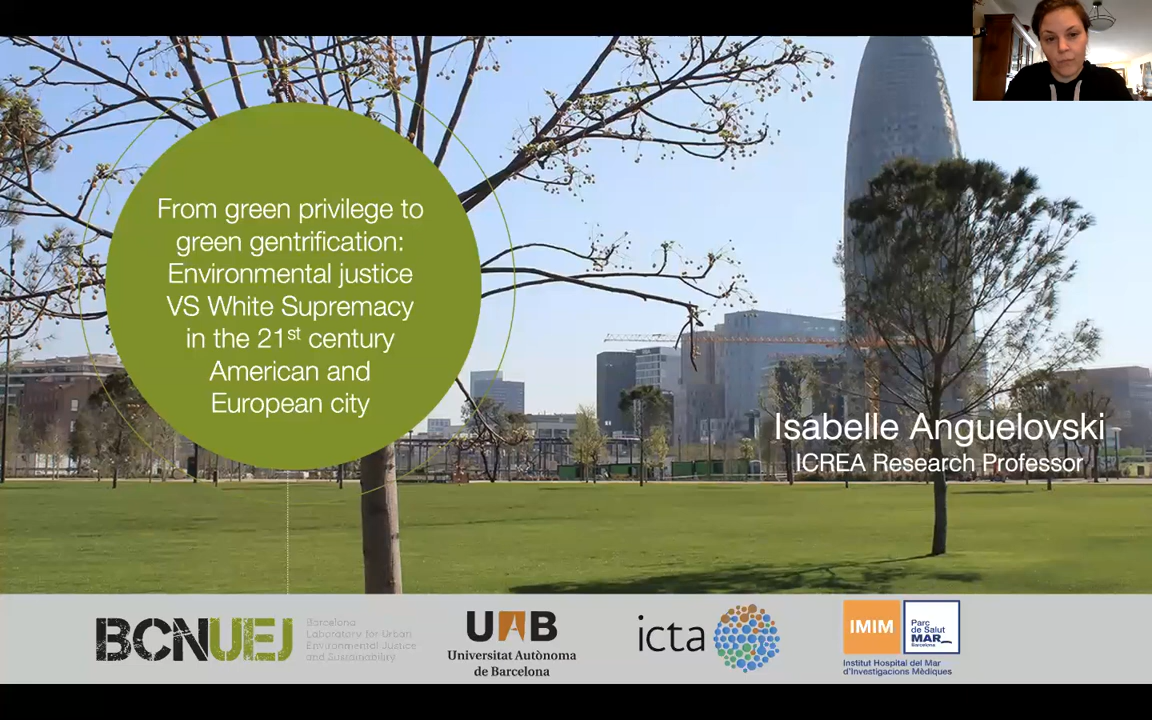 From green privilege to
green gentrification:
Environmental justice
VS White Supremacy
in the 21st century
American and
European city
Isabelle Anguelovski
ICREA Research Professor
BCNUEJ
Barcelona
Laboratory for Urban
Environmental Justice
and Sustainability
UAB
Universitat Autònoma
de Barcelona
icta
IMIM
Parc
de Salut
MAR
Barcelona
Institut Hospital del Mar
d'Investigacions Mèdiques